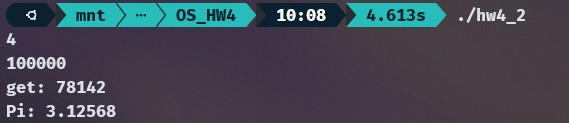 mnt ··· OS_HW4 10:08 4.613s ./hw4_2
4
100000
get: 78142
Pi: 3.12568